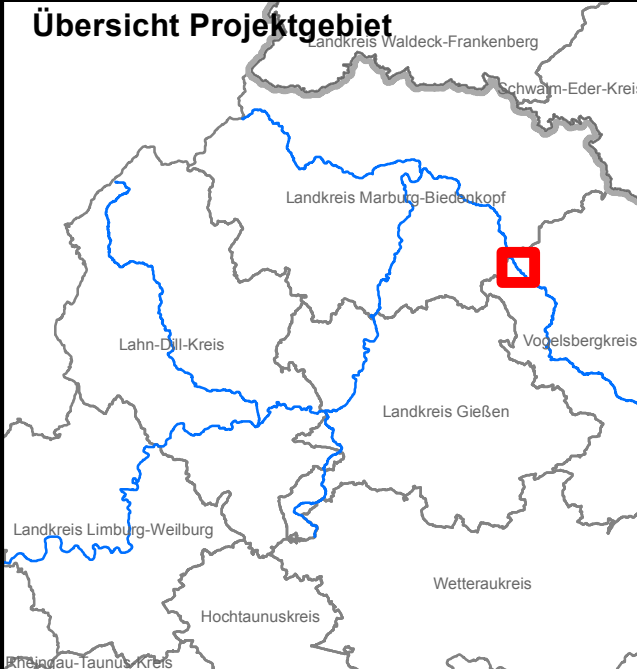 Übersicht Projektgebiet
Landkreis Waldeck-Frankenberg
Schwalm-Eder-Kreis
Landkreis Marburg-Biedenkopf
Lahn-Dill-Kreis
Vogelsbergkreis
Landkreis Gießen
Landkreis Limburg-Weilburg
Wetteraukreis
Hochtaunuskreis
Rheingau-Taunus-Kreis